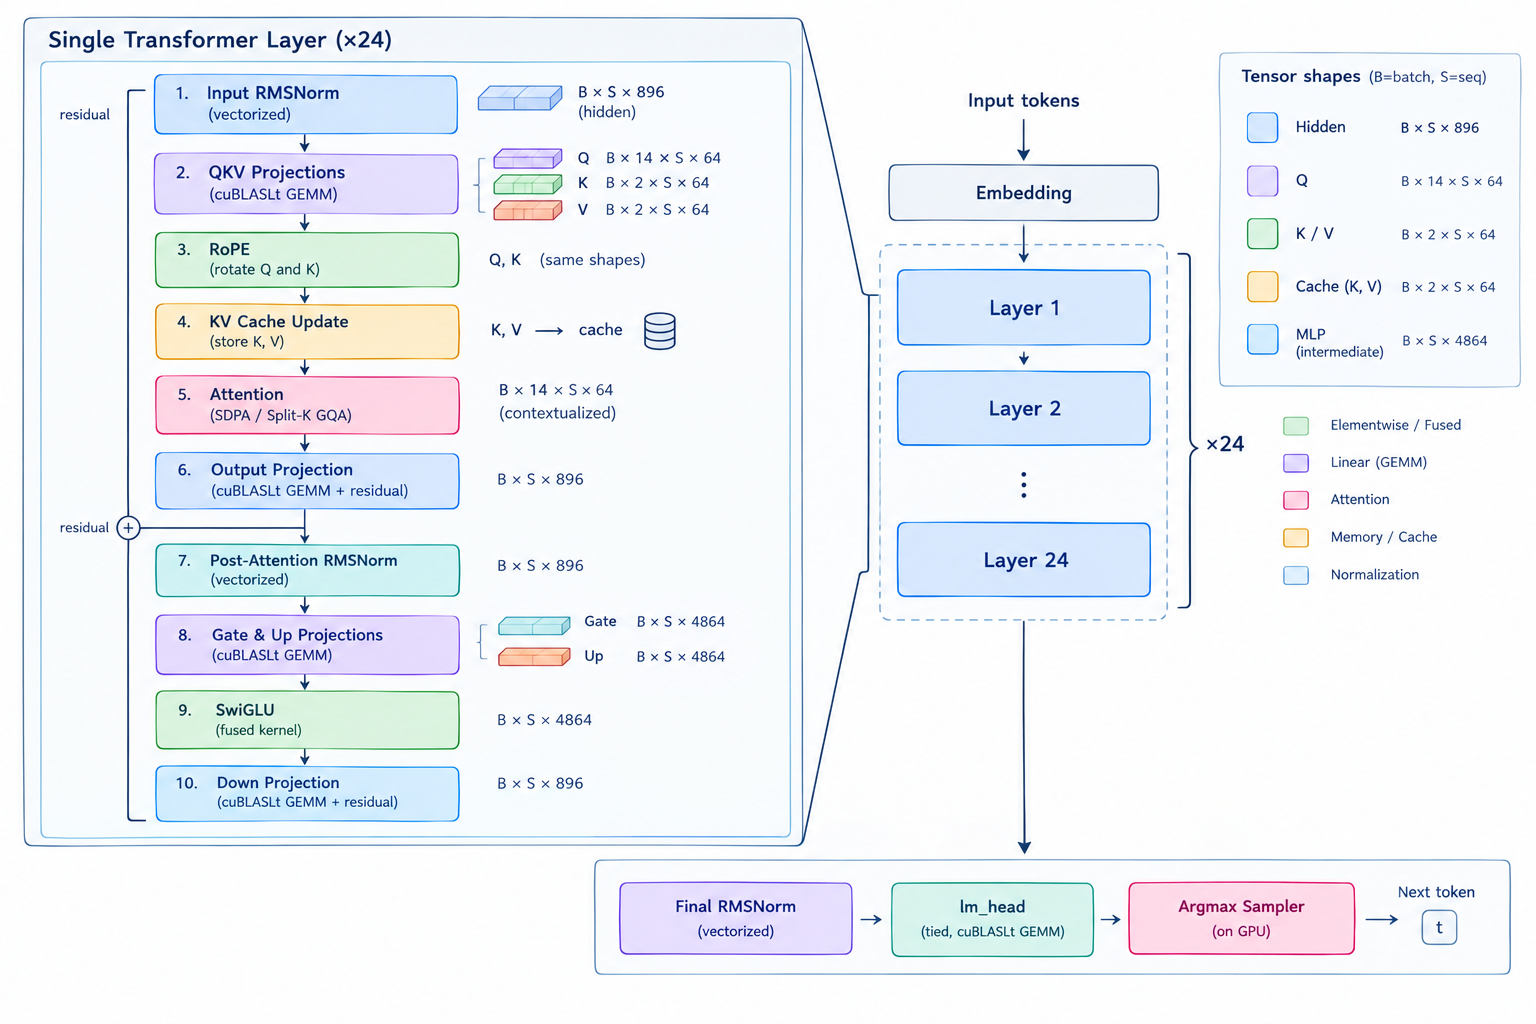 Single Transformer Layer (×24)
residual
1. Input RMSNorm
(vectorized)
B × S × 896
(hidden)
2. QKV Projections
(cuBLASLt GEMM)
Q B × 14 × S × 64
K B × 2 × S × 64
V B × 2 × S × 64
3. RoPE
(rotate Q and K)
Q, K (same shapes)
4. KV Cache Update
(store K, V)
K, V → cache
5. Attention
(SDPA / Split-K GQA)
B × 14 × S × 64
(contextualized)
6. Output Projection
(cuBLASLt GEMM + residual)
B × S × 896
residual +
7. Post-Attention RMSNorm
(vectorized)
B × S × 896
8. Gate & Up Projections
(cuBLASLt GEMM)
Gate B × S × 4864
Up B × S × 4864
9. SwiGLU
(fused kernel)
B × S × 4864
10. Down Projection
(cuBLASLt GEMM + residual)
B × S × 896
Input tokens
Embedding
Layer 1
Layer 2
⋮
Layer 24
×24
Tensor shapes (B=batch, S=seq)
Hidden B × S × 896
Q B × 14 × S × 64
K / V B × 2 × S × 64
Cache (K, V) B × 2 × S × 64
MLP
(intermediate) B × S × 4864
Elementwise / Fused
Linear (GEMM)
Attention
Memory / Cache
Normalization
Final RMSNorm
(vectorized)
lm_head
(tied, cuBLASLt GEMM)
Argmax Sampler
(on GPU)
Next token
t